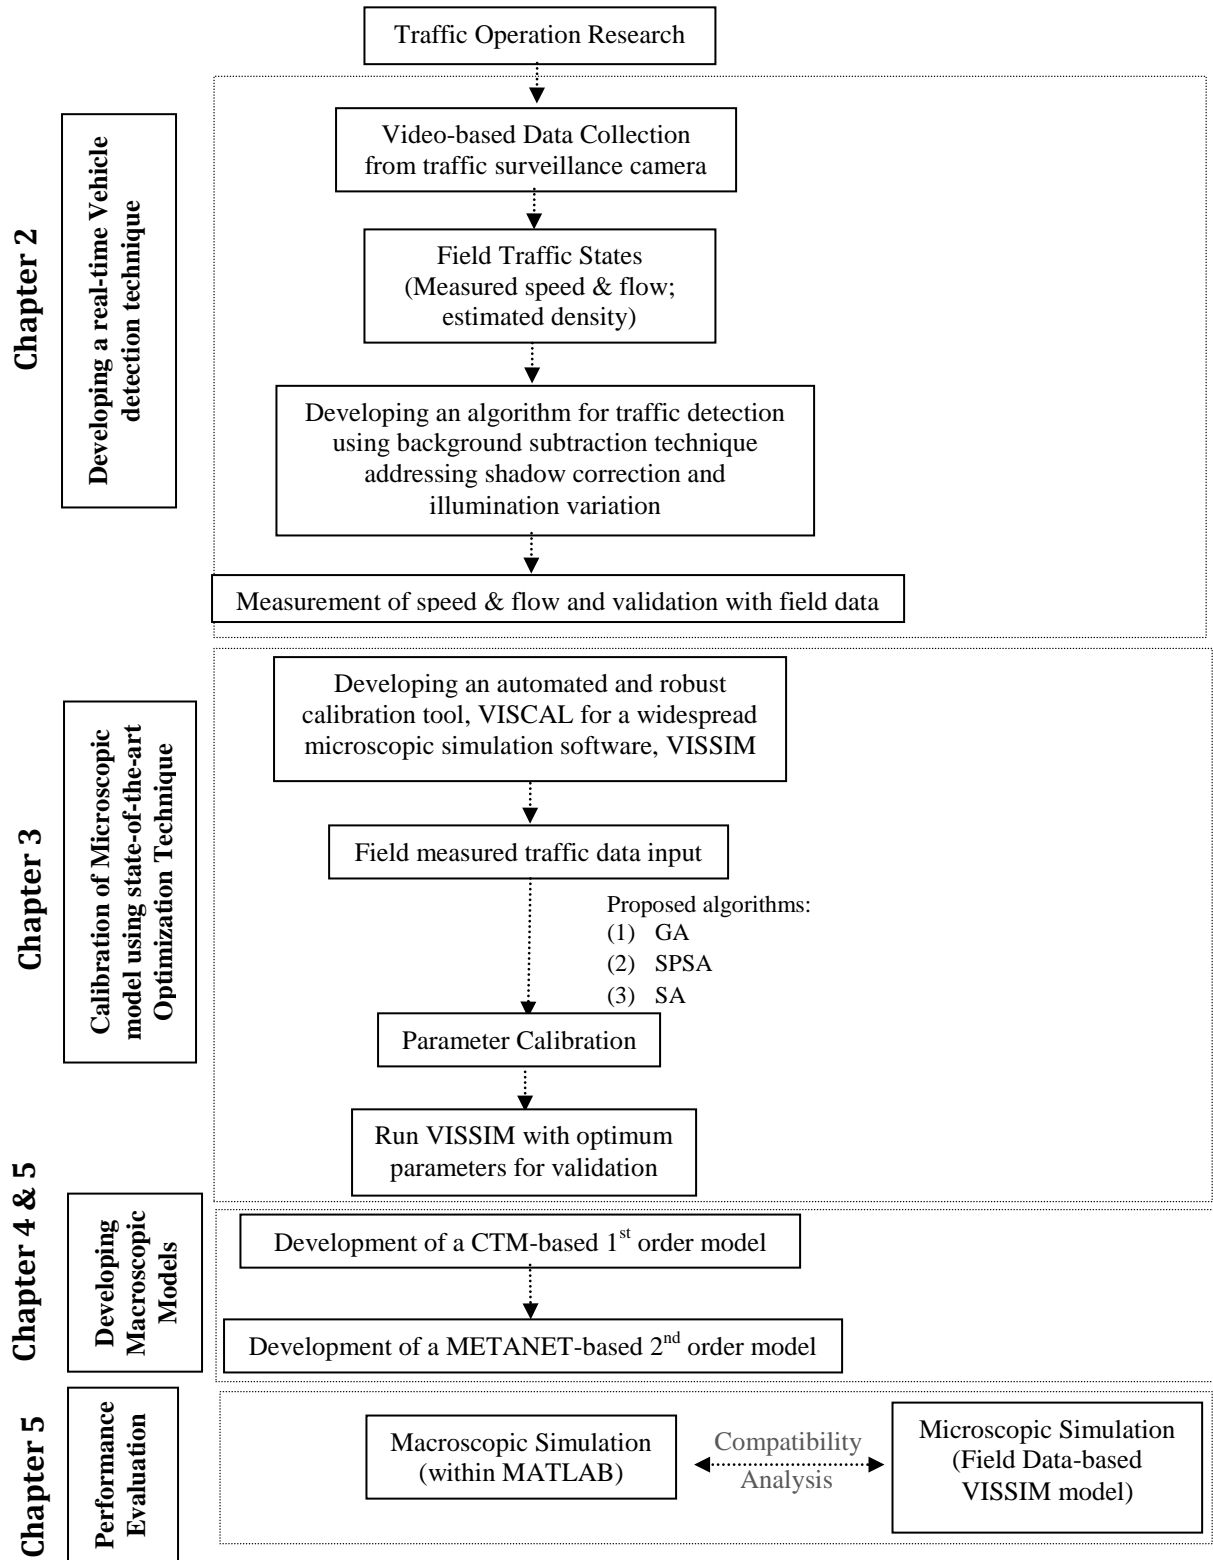 Traffic Operation Research
Chapter 2
Developing a real-time Vehicle
detection technique
Video-based Data Collection
from traffic surveillance camera
Field Traffic States
(Measured speed & flow;
estimated density)
Developing an algorithm for traffic detection
using background subtraction technique
addressing shadow correction and
illumination variation
Measurement of speed & flow and validation with field data
Chapter 3
Calibration of Microscopic
model using state-of-the-art
Optimization Technique
Developing an automated and robust
calibration tool, VISCAL for a widespread
microscopic simulation software, VISSIM
Field measured traffic data input
Proposed algorithms:
(1) GA
(2) SPSA
(3) SA
Parameter Calibration
Run VISSIM with optimum
parameters for validation
Chapter 4 & 5
Developing
Macroscopic
Models
Development of a CTM-based 1st order model
Development of a METANET-based 2nd order model
Chapter 5
Performance
Evaluation
Macroscopic Simulation
(within MATLAB)
Compatibility
Analysis
Microscopic Simulation
(Field Data-based
VISSIM model)